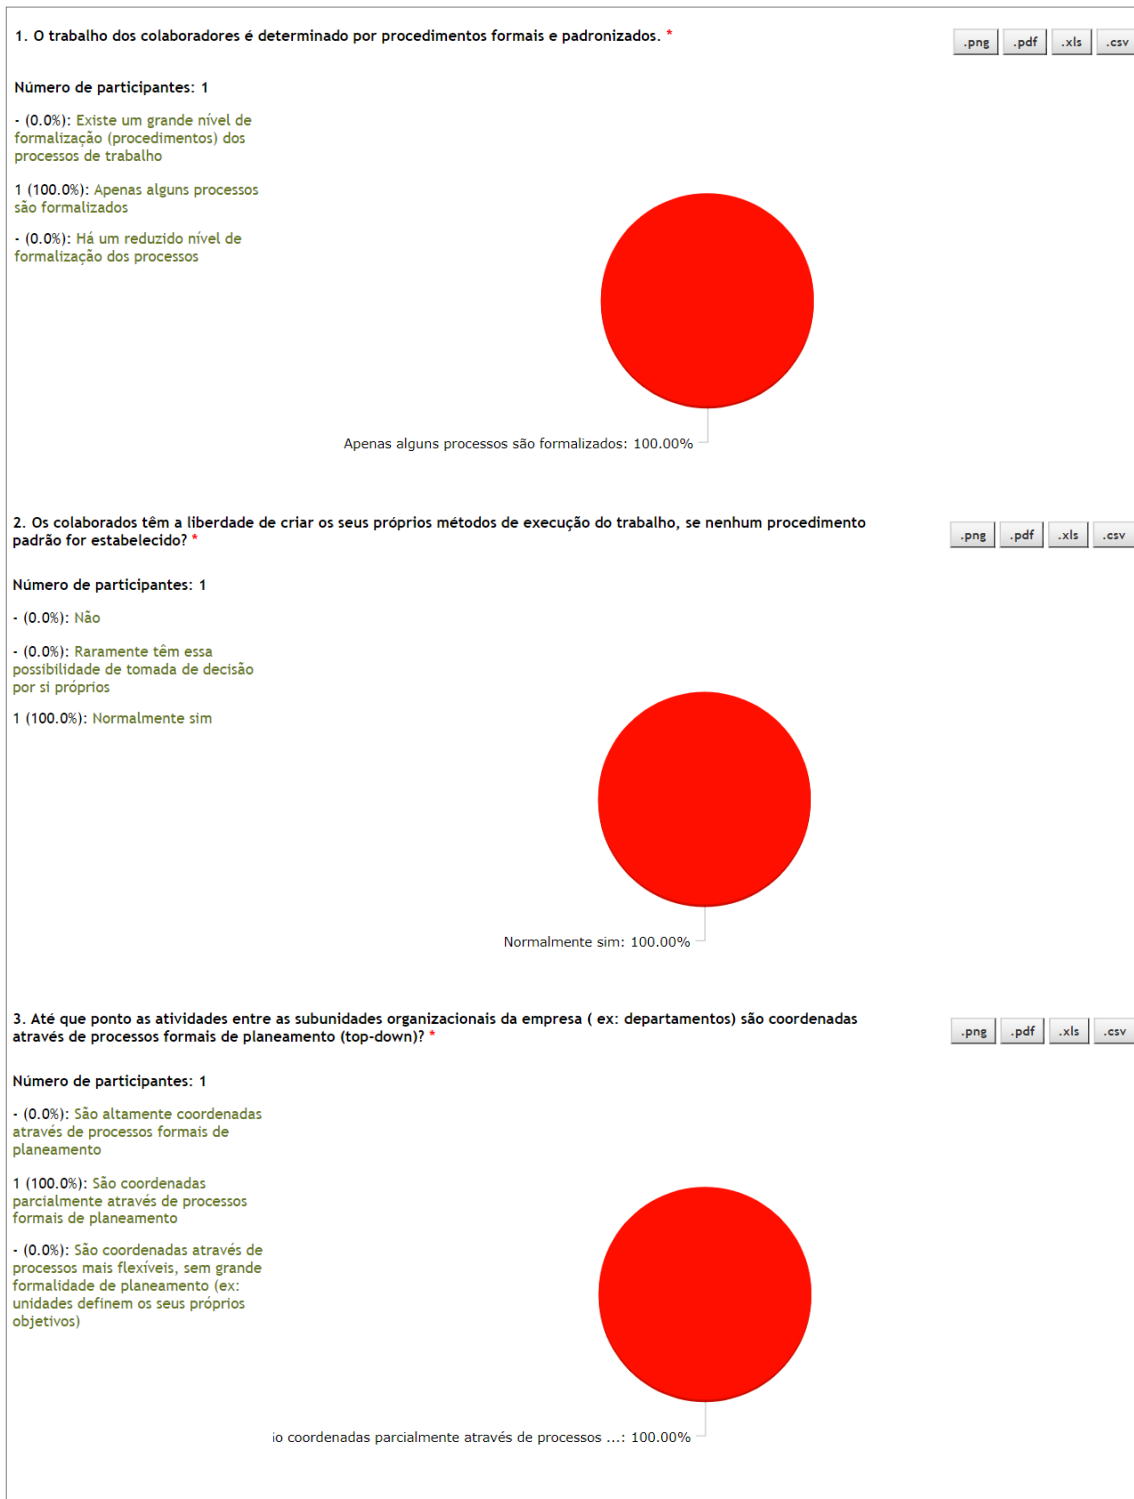 1. O trabalho dos colaboradores é determinado por procedimentos formais e padronizados. *
.png .pdf .xls .csv
Número de participantes: 1
- (0.0%): Existe um grande nível de
formalização (procedimentos) dos
processos de trabalho
1 (100.0%): Apenas alguns processos
são formalizados
- (0.0%): Há um reduzido nível de
formalização dos processos
Apenas alguns processos são formalizados: 100.00%
2. Os colaborados têm a liberdade de criar os seus próprios métodos de execução do trabalho, se nenhum procedimento
padrão for estabelecido? *
.png .pdf .xls .csv
Número de participantes: 1
- (0.0%): Não
- (0.0%): Raramente têm essa
possibilidade de tomada de decisão
por si próprios
1 (100.0%): Normalmente sim
Normalmente sim: 100.00%
3. Até que ponto as atividades entre as subunidades organizacionais da empresa ( ex: departamentos) são coordenadas
através de processos formais de planeamento (top-down)? *
.png .pdf .xls .csv
Número de participantes: 1
- (0.0%): São altamente coordenadas
através de processos formais de
planeamento
1 (100.0%): São coordenadas
parcialmente através de processos
formais de planeamento
- (0.0%): São coordenadas através de
processos mais flexíveis, sem grande
formalidade de planeamento (ex:
unidades definem os seus próprios
objetivos)
io coordenadas parcialmente através de processos ...: 100.00%